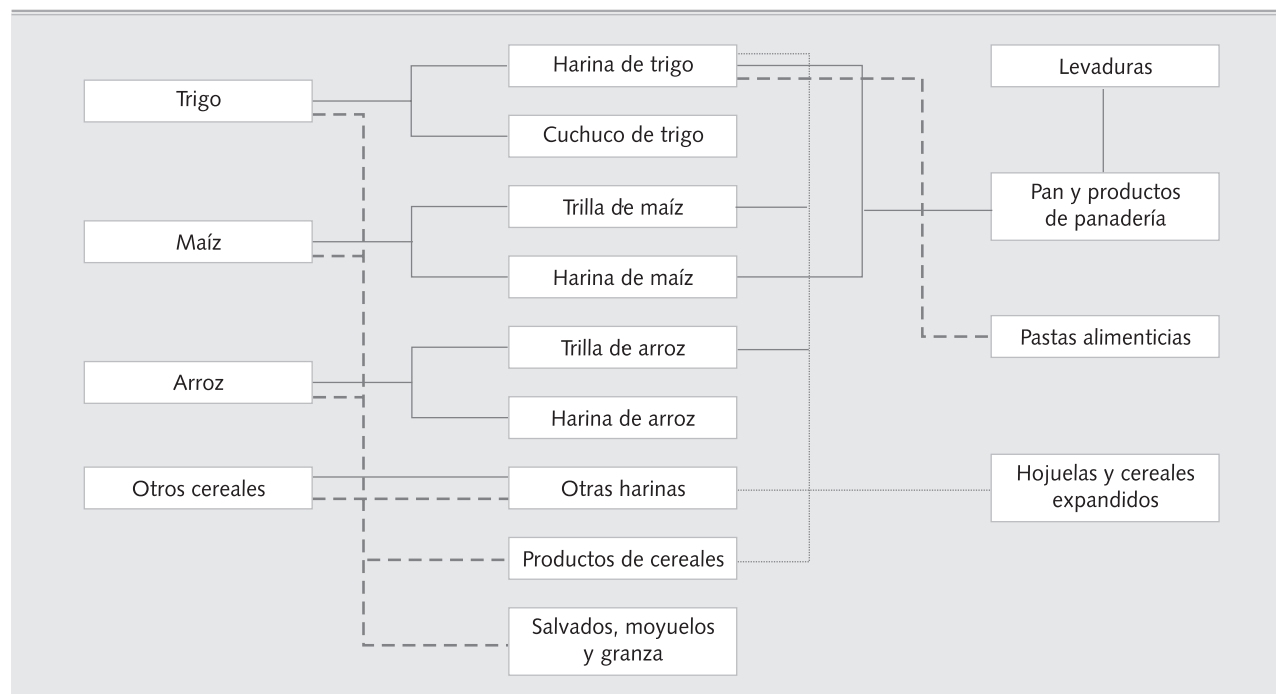 Trigo
Maíz
Arroz
Otros cereales
Harina de trigo
Cuchuco de trigo
Trilla de maíz
Harina de maíz
Trilla de arroz
Harina de arroz
Otras harinas
Productos de cereales
Salvados, moyuelos
y granza
Levaduras
Pan y productos
de panadería
Pastas alimenticias
Hojuelas y cereales
expandidos